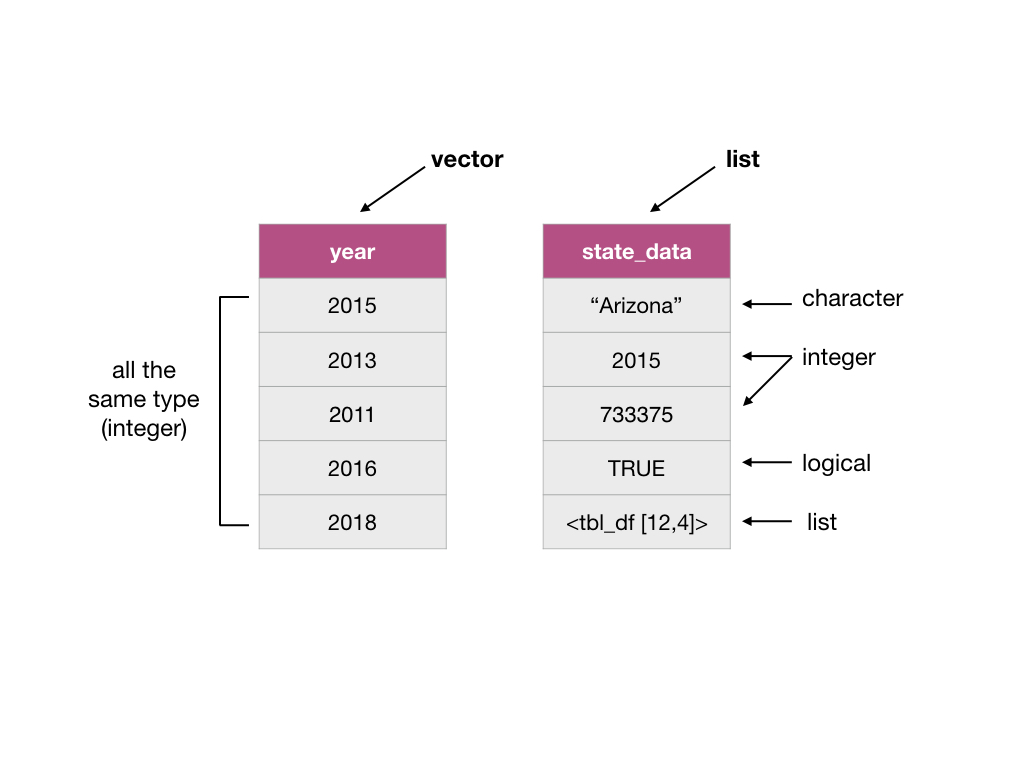 vector
list
year
state_data
2015
2013
2011
2016
2018
all the
same type
(integer)
“Arizona”
2015
733375
TRUE
<tbl_df [12,4]>
character
integer
logical
list